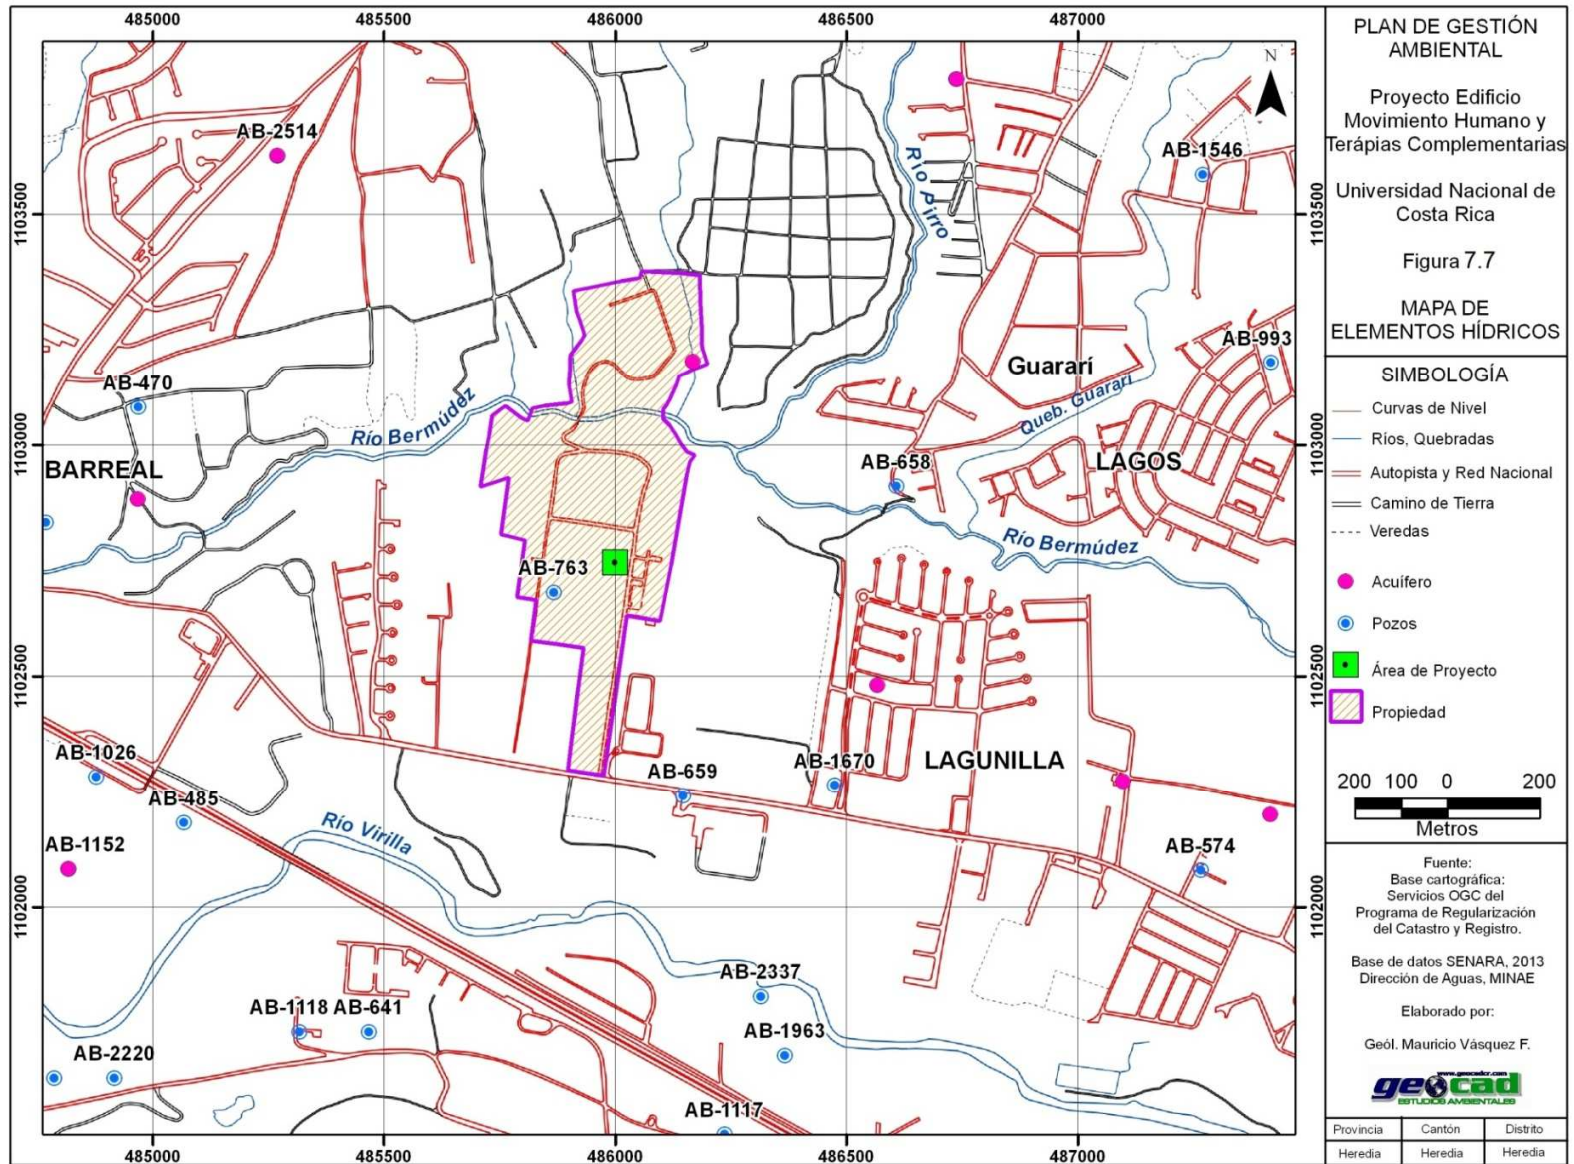 485000 485500 486000 486500 487000
PLAN DE GESTIÓN
AMBIENTAL
Proyecto Edificio
Movimiento Humano y
Terápias Complementarias
Universidad Nacional de
Costa Rica
Figura 7.7
MAPA DE
ELEMENTOS HÍDRICOS
SIMBOLOGÍA
Curvas de Nivel
Ríos, Quebradas
Autopista y Red Nacional
Camino de Tierra
Veredas
Acuífero
Pozos
Área de Proyecto
Propiedad
200 100 0 200
Metros
Fuente:
Base cartográfica:
Servicios OGC del
Programa de Regularización
del Catastro y Registro.
Base de datos SENARA, 2013
Dirección de Aguas, MINAE
Elaborado por:
Geól. Mauricio Vásquez F.
www.geocadcr.com
geocad
ESTUDIOS AMBIENTALES
Provincia Cantón Distrito
Heredia Heredia Heredia
N
AB-2514
Río Pirro
AB-1546
1103500 1103500
AB-993
Guararí
AB-470
Queb. Guararí
Río Bermúdez
1103000 1103000
BARREAL
AB-658
LAGOS
Río Bermúdez
AB-763
1102500 1102500
AB-1026
AB-659
AB-1670
LAGUNILLA
AB-485
Río Virilla
AB-1152
AB-574
1102000 1102000
AB-2337
AB-1118 AB-641
AB-1963
AB-2220
AB-1117
485000 485500 486000 486500 487000